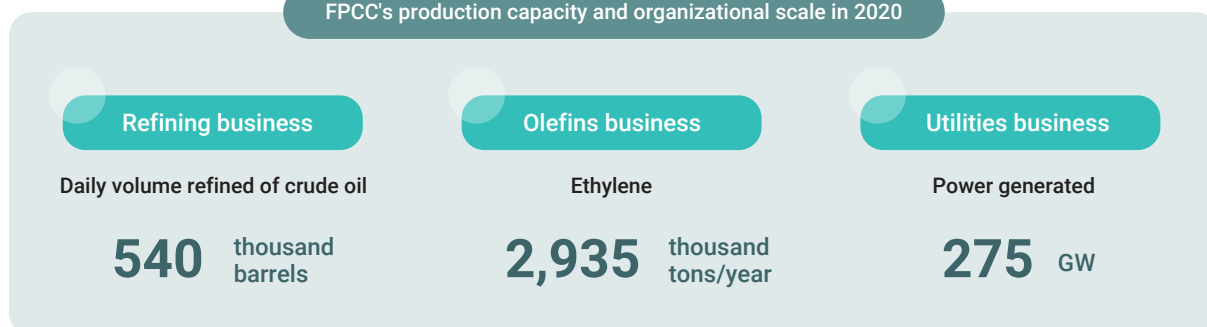 FPCC's production capacity and organizational scale in 2020
Refining business
Daily volume refined of crude oil
540 thousand
barrels
Olefins business
Ethylene
2,935 thousand
tons/year
Utilities business
Power generated
275 GW